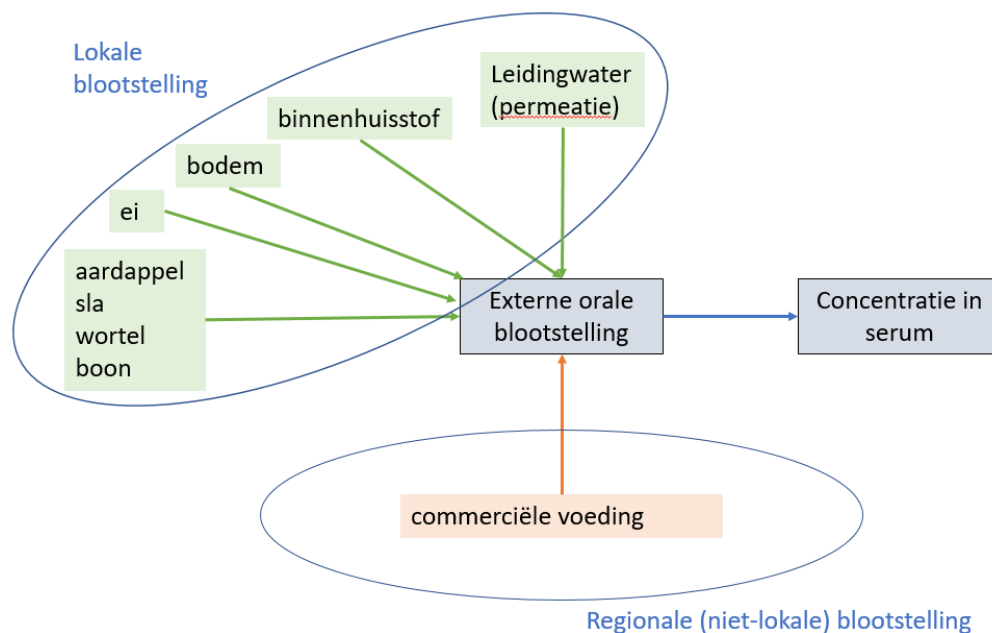 Lokale
blootstelling
Leidingwater
(permeatie)
binnenhuisstof
bodem
ei
aardappel
sla
wortel
boon
Externe orale
blootstelling
Concentratie in
serum
commerciële voeding
Regionale (niet-lokale) blootstelling